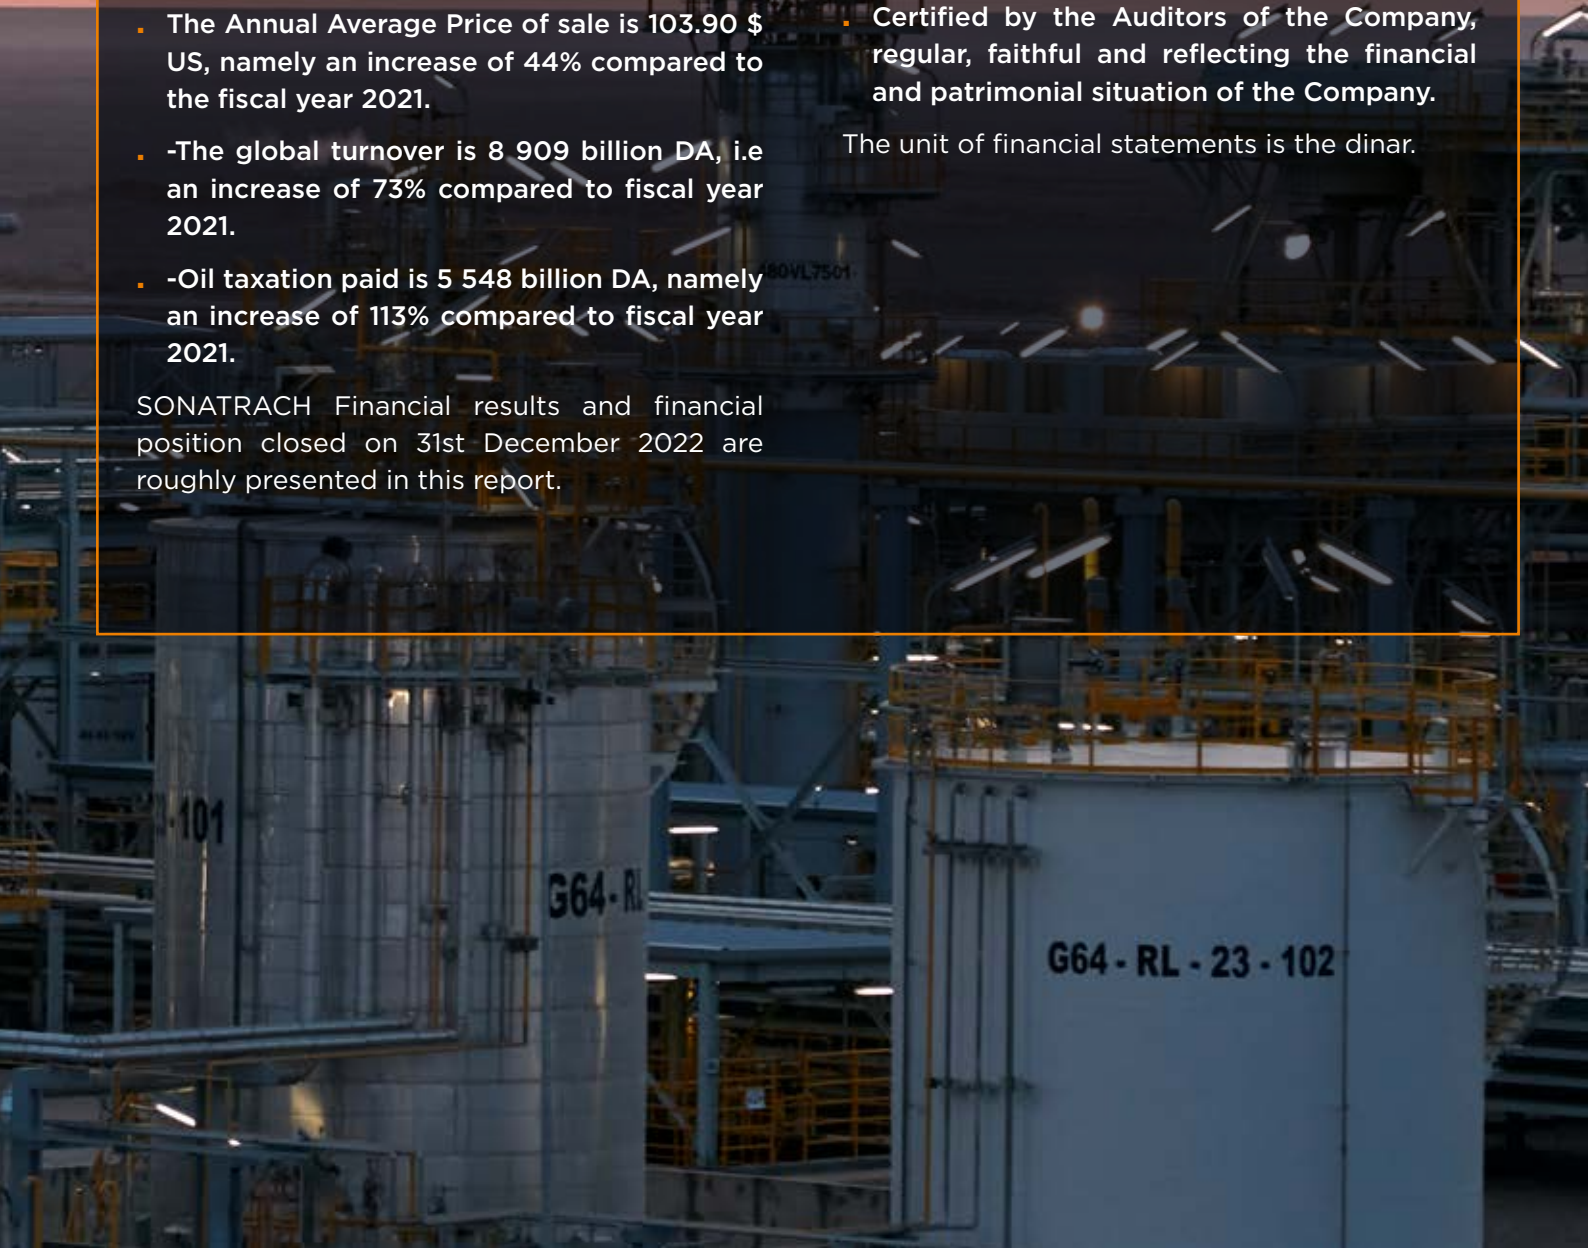 . The Annual Average Price of sale is 103.90 $
US, namely an increase of 44% compared to
the fiscal year 2021.
. -The global turnover is 8 909 billion DA, i.e
an increase of 73% compared to fiscal year
2021.
. -Oil taxation paid is 5 548 billion DA, namely
an increase of 113% compared to fiscal year
2021.
SONATRACH Financial results and financial
position closed on 31st December 2022 are
roughly presented in this report.
. Certified by the Auditors of the Company,
regular, faithful and reflecting the financial
and patrimonial situation of the Company.
The unit of financial statements is the dinar.
101
G64 - RL
G64 - RL - 23 - 102